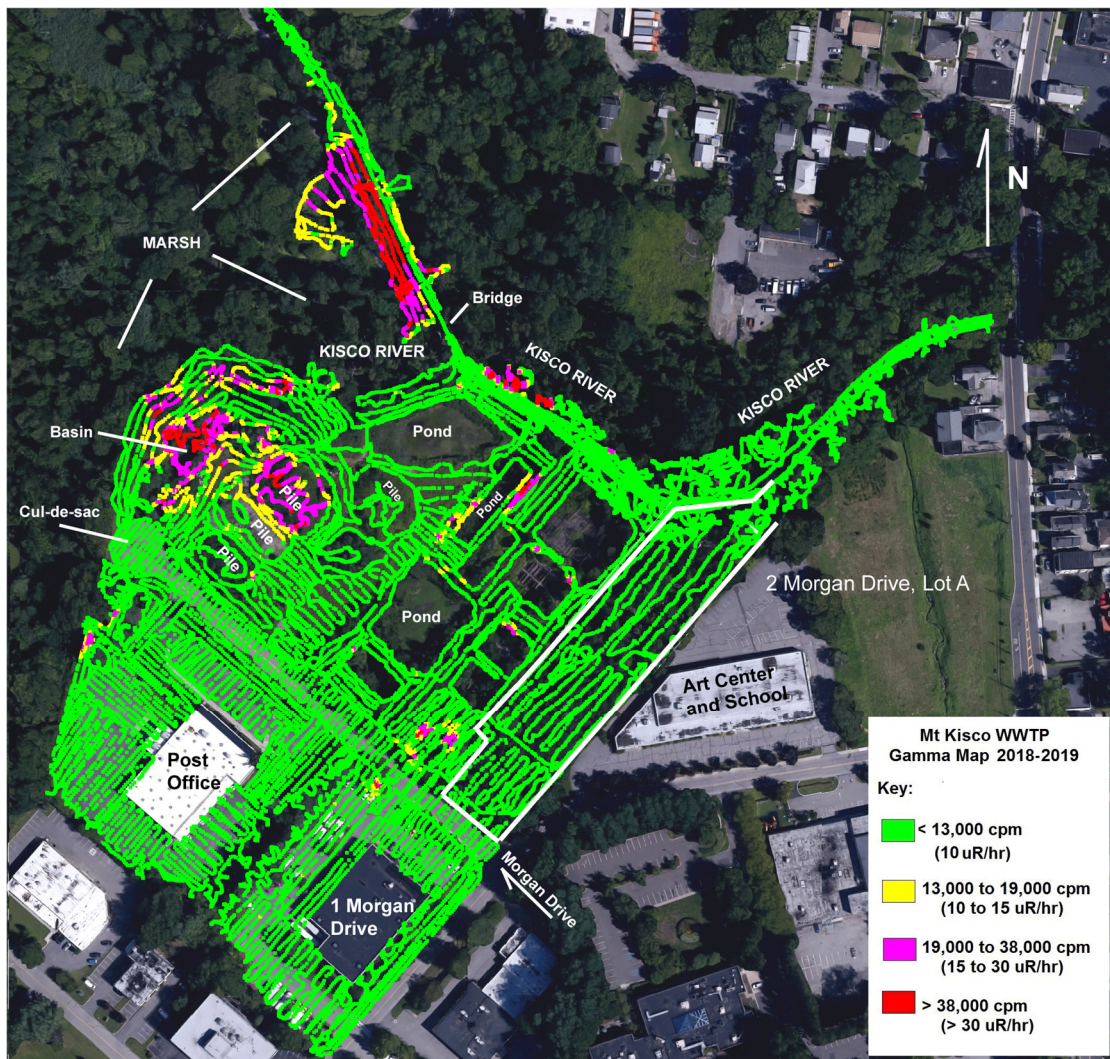 N
MARSH
Bridge
KISCO RIVER
KISCO RIVER
KISCO RIVER
Basin
Pond
Pile
Pile
Pond
Cul-de-sac
Pile
Pile
2 Morgan Drive, Lot A
Pond
Art Center
and School
Post
Office
Morgan Drive
1 Morgan
Drive
Mt Kisco WWTP
Gamma Map 2018-2019
Key:
< 13,000 cpm
(10 uR/hr)
13,000 to 19,000 cpm
(10 to 15 uR/hr)
19,000 to 38,000 cpm
(15 to 30 uR/hr)
> 38,000 cpm
(> 30 uR/hr)